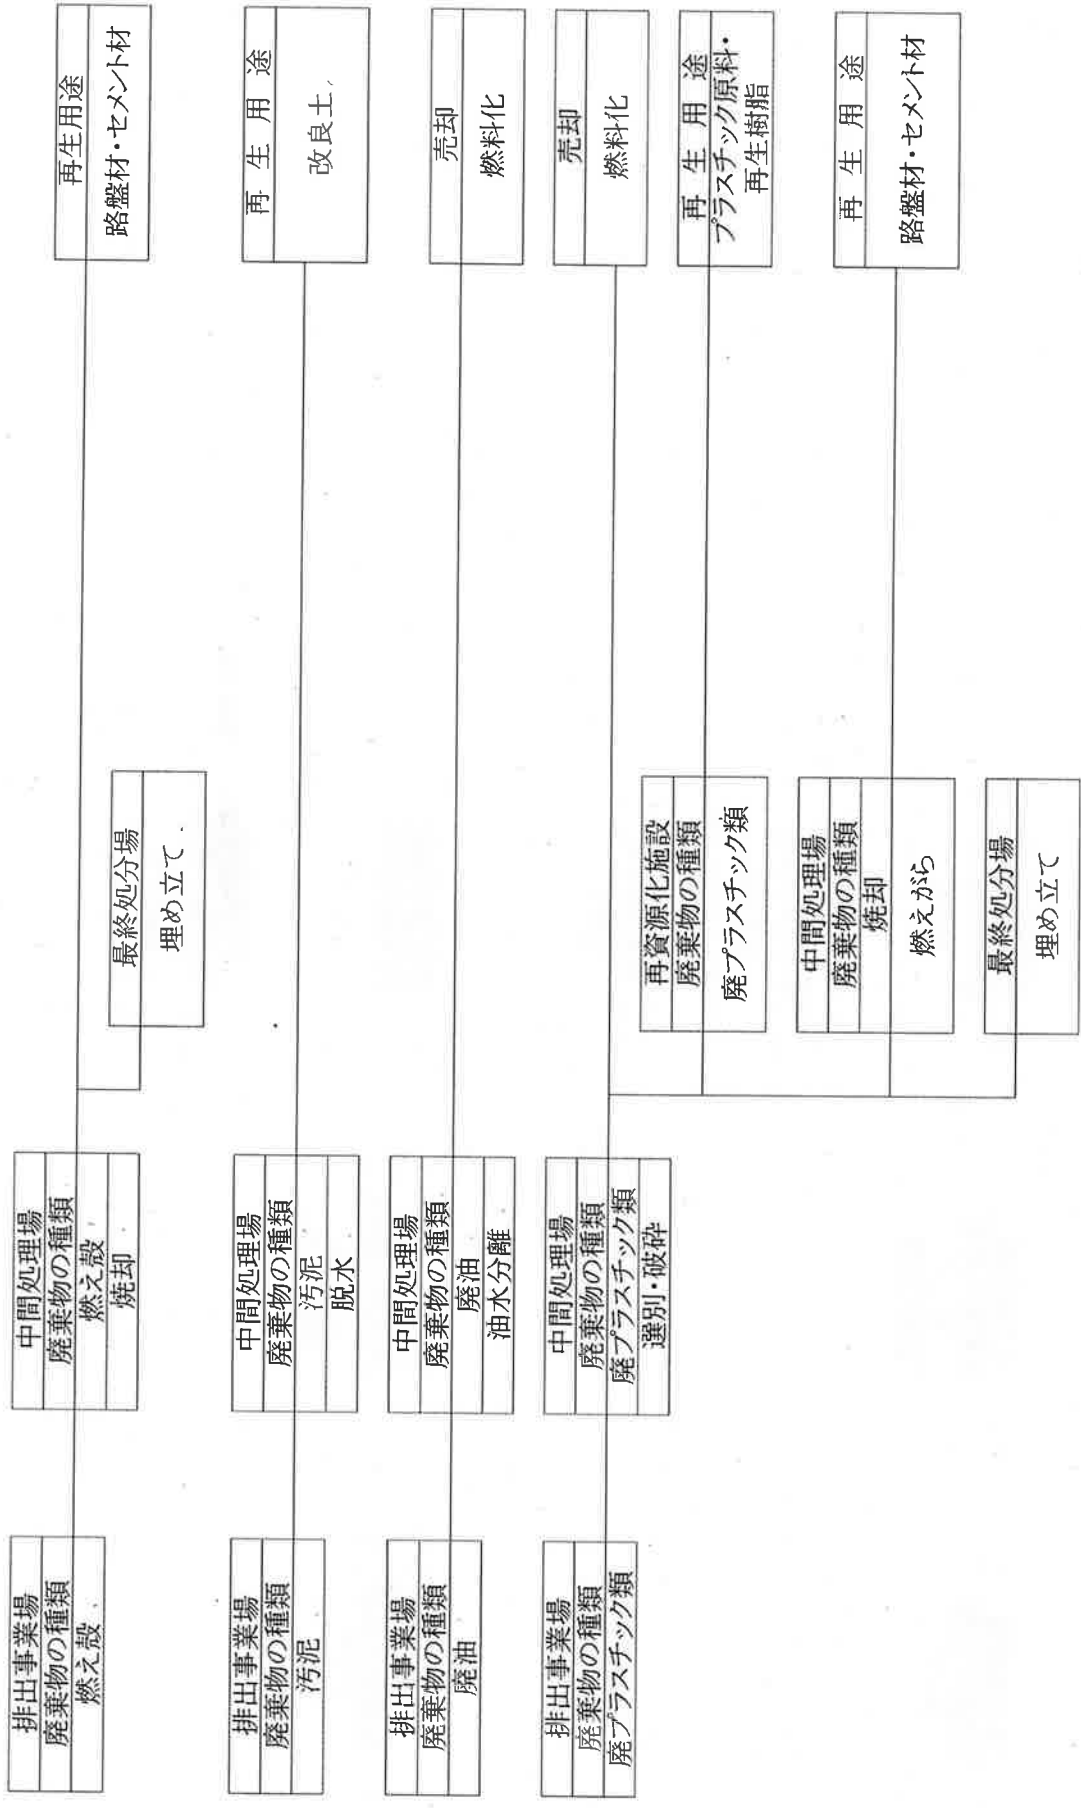 排出事業場
廃棄物の種類
燃え殻
中間処理場
廃棄物の種類
燃え殻
焼却
最終処分場
埋め立て
再生用途
路盤材・セメント材
排出事業場
廃棄物の種類
汚泥
中間処理場
廃棄物の種類
汚泥
脱水
再生用途
改良土
排出事業場
廃棄物の種類
廃油
中間処理場
廃棄物の種類
廃油
油水分離
売却
燃料化
排出事業場
廃棄物の種類
廃プラスチック類
中間処理場
廃棄物の種類
廃プラスチック類
選別・破砕
売却
燃料化
再資源化施設
廃棄物の種類
廃プラスチック類
再生用途
プラスチック原料・
再生樹脂
中間処理場
廃棄物の種類
焼却
燃えがら
再生用途
路盤材・セメント材
最終処分場
埋め立て